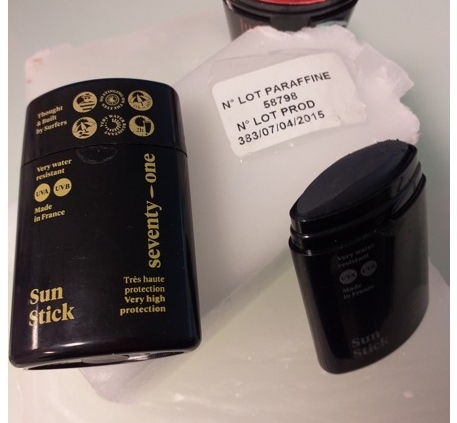 N° LOT PARAFFINE
58798
N° LOT PROD
383/07/04/2015
Thought
& Built
by Surfers
Very water
resistant
UVA UVB
Made
in France
seventy–one
Sun
Stick
Très haute
protection
Very high
protection
Very water
resistant
UVA UVB
Made
in France
Sun
Stick